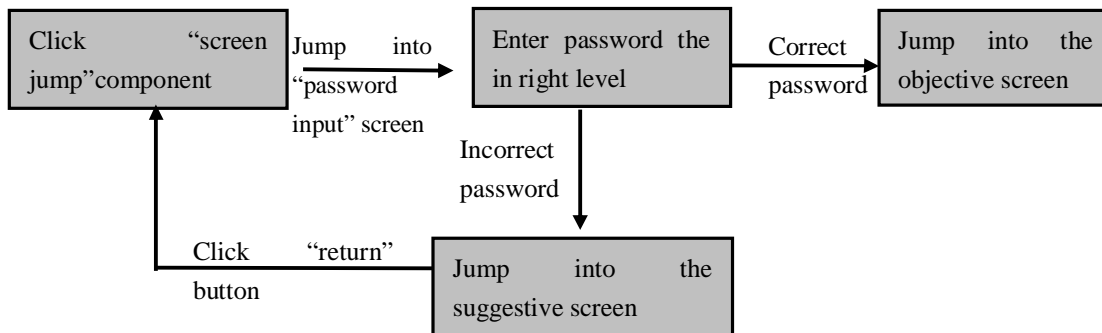 Click “screen
jump”component
Jump into
“password
input” screen
Enter password the
in right level
Correct
password
Jump into the
objective screen
Incorrect
password
Click “return”
button
Jump into the
suggestive screen